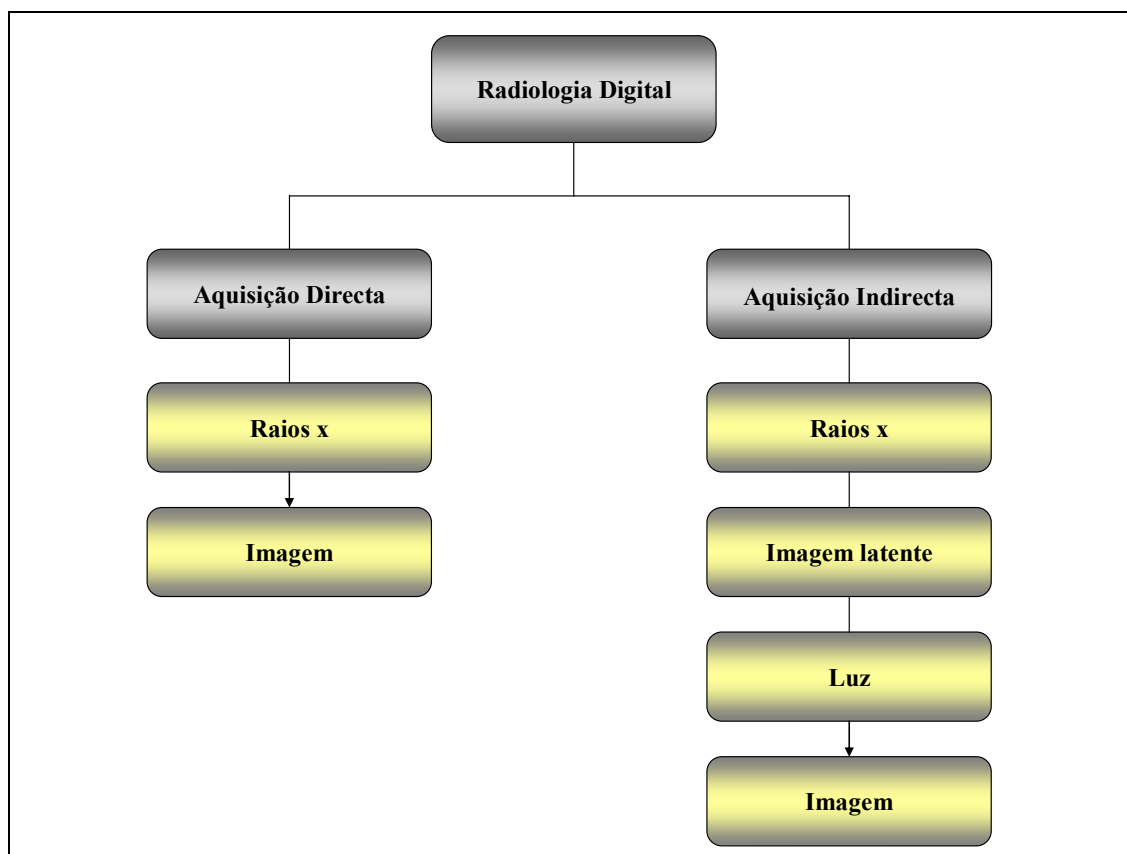 Radiologia Digital
Aquisição Directa
Aquisição Indirecta
Raios x
Raios x
Imagem
Imagem latente
Luz
Imagem